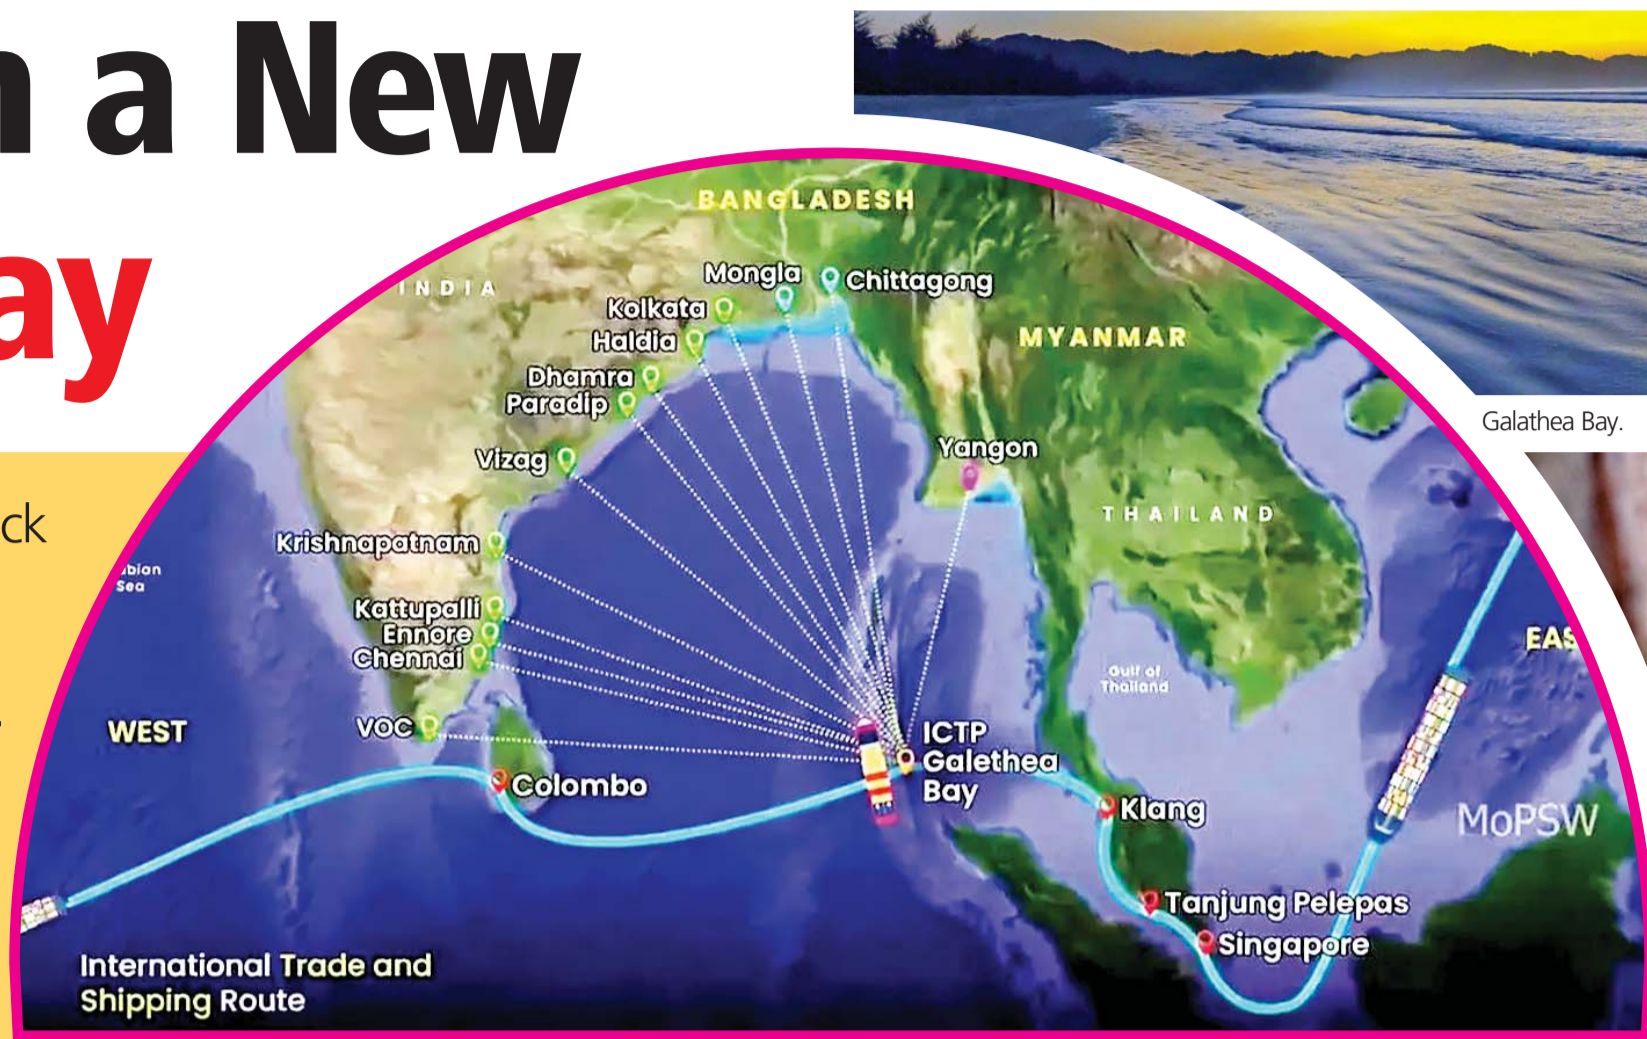 a New
ay
ck
Galathea Bay.
BANGLADESH
INDIA
Mongla
Chittagong
Kolkata
Haldia
MYANMAR
Dhamra
Paradip
Yangon
Vizag
THAILAND
Krishnapatnam
bian
Sea
Kattupalli
Ennore
Chennai
EAS
Gulf of
Thailand
WEST
VOC
ICTP
Galethea
Bay
Colombo
Klang
MoPSW
Tanjung Pelepas
Singapore
International Trade and
Shipping Route